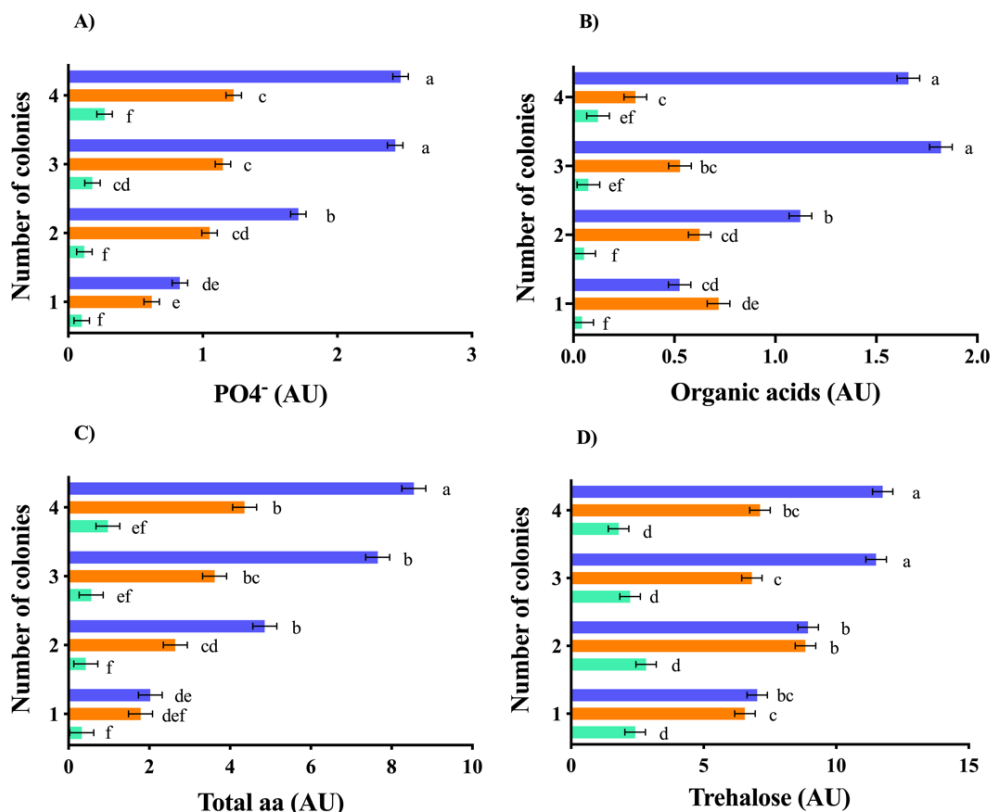 A)
Number of colonies
4
3
2
1
a
c
f
a
c
cd
b
cd
f
de
e
f
0 1 2 3
PO4⁻ (AU)
B)
Number of colonies
4
3
2
1
a
c
ef
a
bc
ef
b
cd
f
cd
de
f
0.0 0.5 1.0 1.5 2.0
Organic acids (AU)
C)
Number of colonies
4
3
2
1
a
b
ef
b
bc
ef
b
cd
f
de
def
f
0 2 4 6 8 10
Total aa (AU)
D)
Number of colonies
4
3
2
1
a
bc
d
a
c
d
b
b
d
bc
c
d
0 5 10 15
Trehalose (AU)